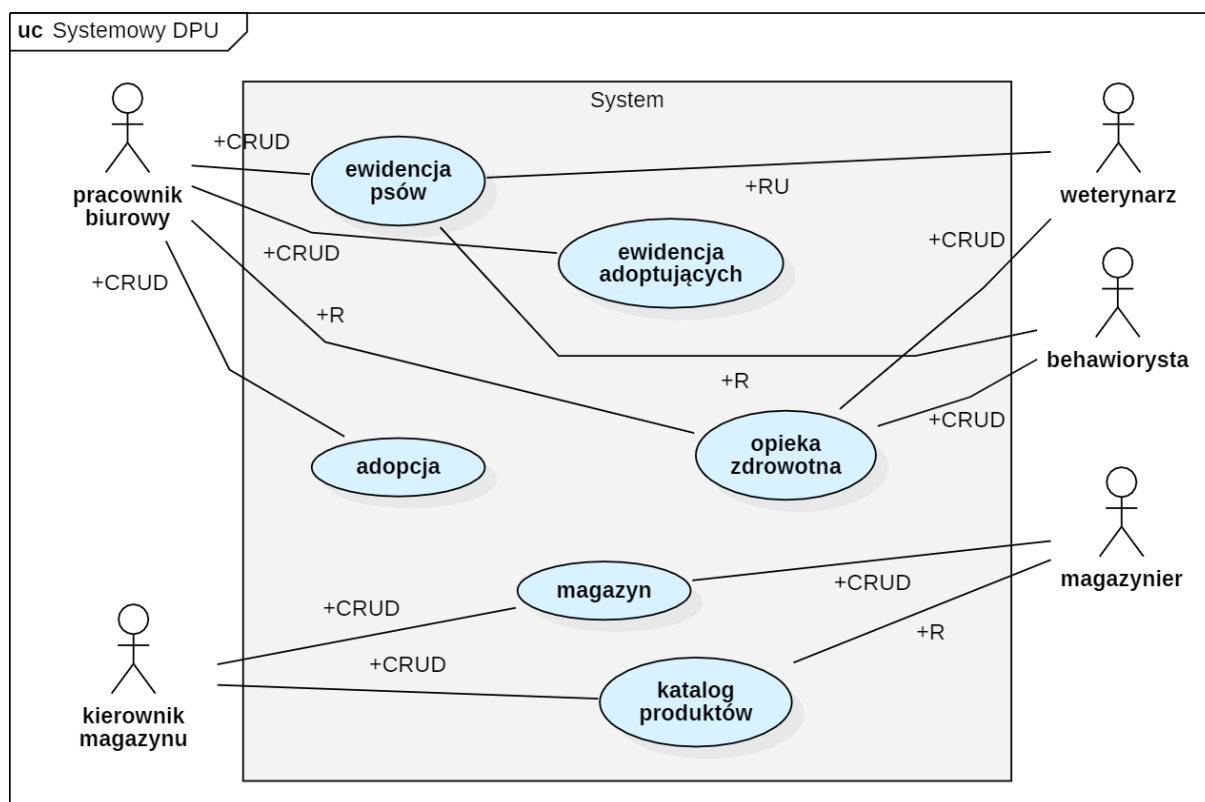 uc Systemowy DPU
System
+CRUD
ewidencja
psów
+RU
pracownik
biurowy
weterynarz
+CRUD
ewidencja
adoptujących
+CRUD
+CRUD
+R
behawiorysta
+R
+CRUD
opieka
zdrowotna
adopcja
magazyn
+CRUD
magazynier
+CRUD
+R
+CRUD
katalog
produktów
kierownik
magazynu